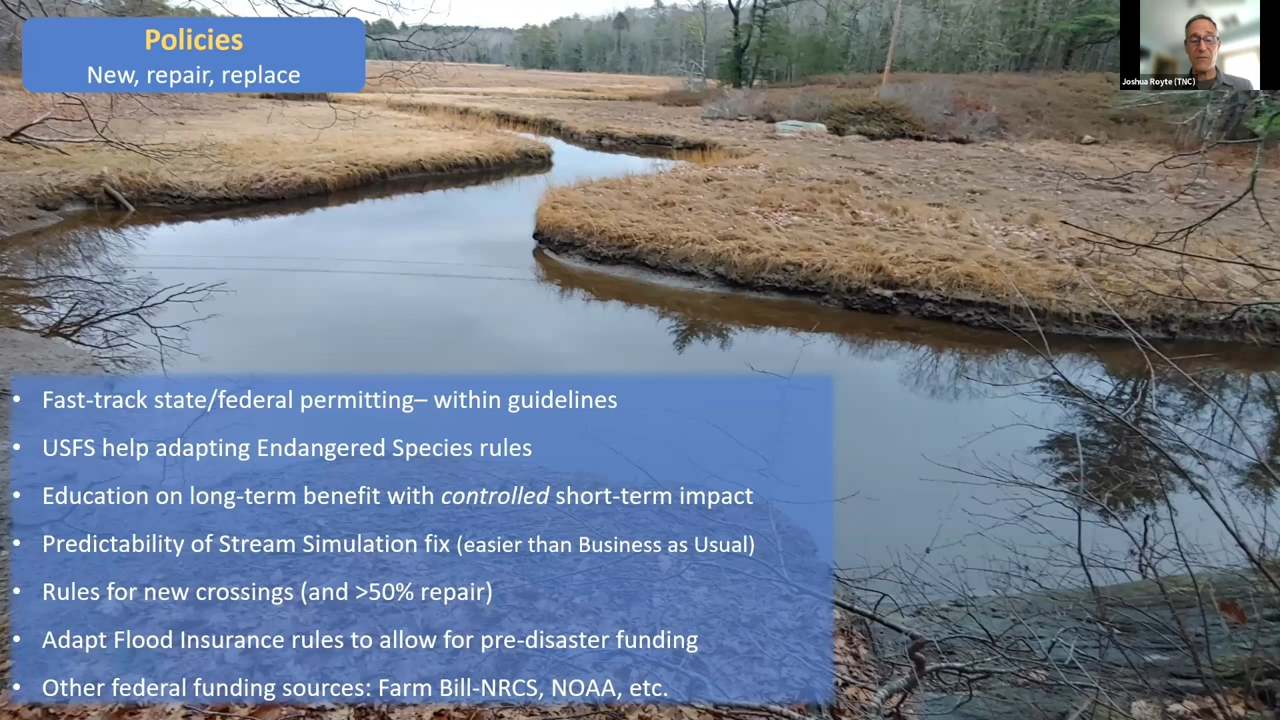 Policies
New, repair, replace
Joshua Royte (TNC)
• Fast-track state/federal permitting– within guidelines
• USFS help adapting Endangered Species rules
• Education on long-term benefit with controlled short-term impact
• Predictability of Stream Simulation fix (easier than Business as Usual)
• Rules for new crossings (and >50% repair)
• Adapt Flood Insurance rules to allow for pre-disaster funding
• Other federal funding sources: Farm Bill-NRCS, NOAA, etc.